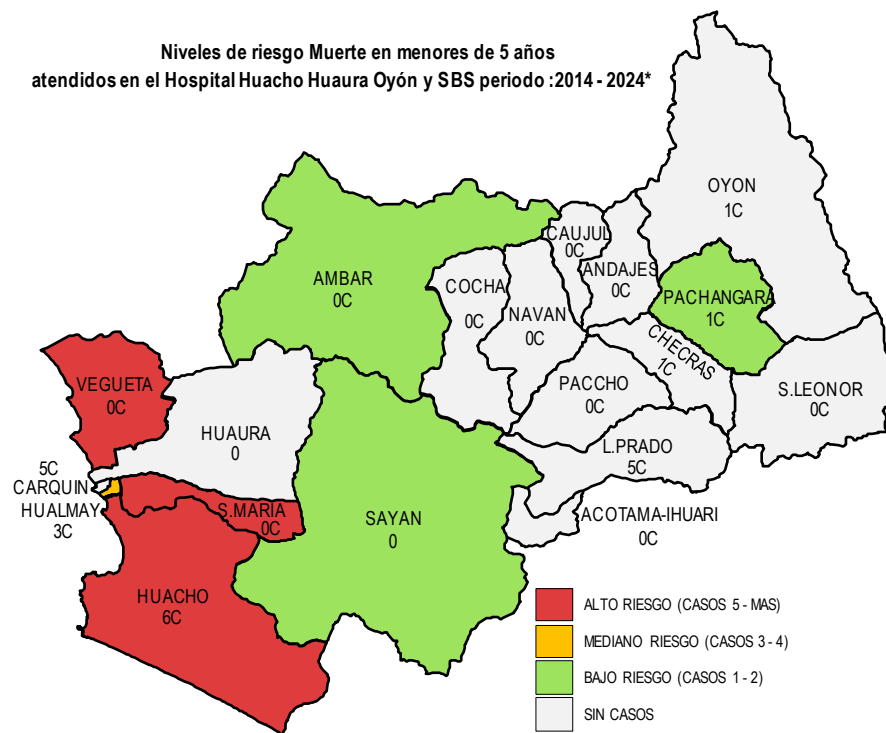 Niveles de riesgo Muerte en menores de 5 años
atendidos en el Hospital Huacho Huaura Oyón y SBS periodo :2014 - 2024*
OYON
1C
CAUJUL
0C
ANDAJES
0C
AMBAR
0C
COCHA
0C
NAVAN
0C
PACHANGARA
1C
CHECRAS
1C
VEGUETA
0C
PACCHO
0C
S.LEONOR
0C
HUAURA
0
L.PRADO
5C
5C
CARQUIN
HUALMAY
3C
S.MARIA
0C
SAYAN
0
ACOTAMA-IHUARI
0C
HUACHO
6C
ALTO RIESGO (CASOS 5 - MAS)
MEDIANO RIESGO (CASOS 3 - 4)
BAJO RIESGO (CASOS 1 - 2)
SIN CASOS